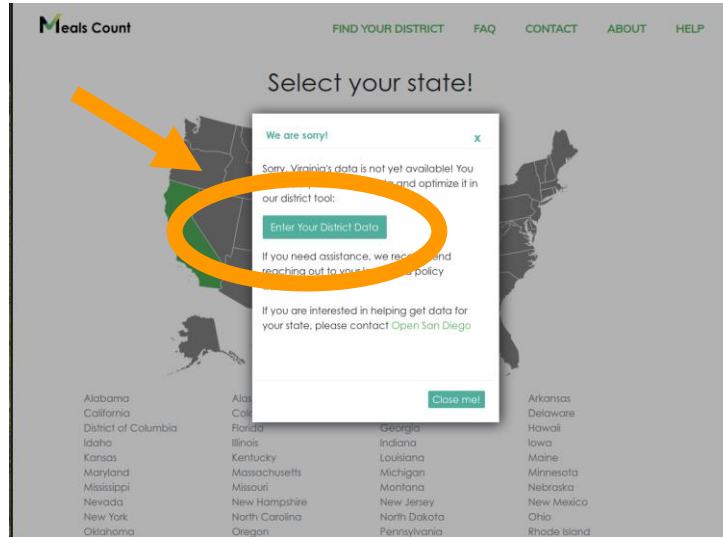 Meals Count
FIND YOUR DISTRICT FAQ CONTACT ABOUT HELP
Select your state!
We are sorry! x
Sorry, Virginia's data is not yet available! You
and optimize it in
our district tool:
Enter Your District Data
If you need assistance, we
reaching out to your policy
If you are interested in helping get data for
your state, please contact Open San Diego
Close me!
Alabama Arkansas
California Delaware
District of Columbia Florida Georgia Hawaii
Idaho Illinois Indiana Iowa
Kansas Kentucky Louisiana Maine
Maryland Massachusetts Michigan Minnesota
Mississippi Missouri Montana Nebraska
Nevada New Hampshire New Jersey New Mexico
New York North Carolina North Dakota Ohio
Oklahoma Oregon Pennsylvania Rhode Island